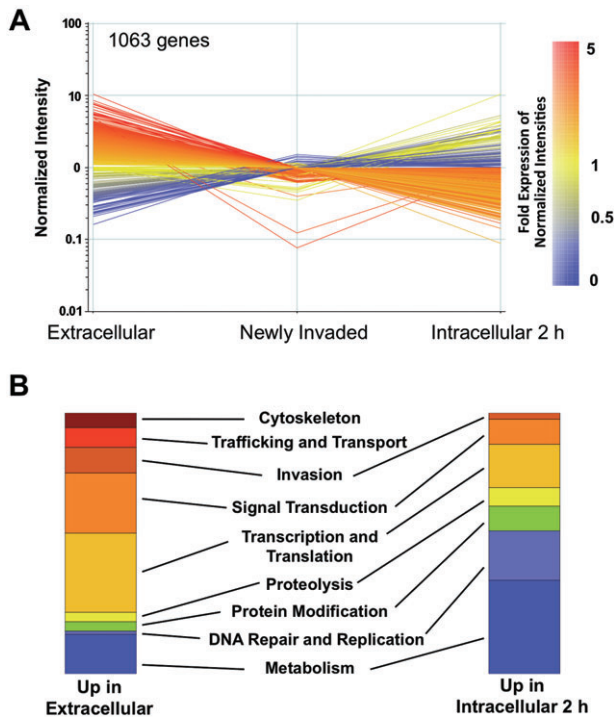 A
1063 genes
Normalized Intensity
100
10
0
0.1
0.01
Extracellular
Newly Invaded
Intracellular 2 h
Fold Expression of
Normalized Intensities
5
1
0.5
0
B
Cytoskeleton
Trafficking and Transport
Invasion
Signal Transduction
Transcription and
Translation
Proteolysis
Protein Modification
DNA Repair and Replication
Metabolism
Up in
Extracellular
Up in
Intracellular 2 h